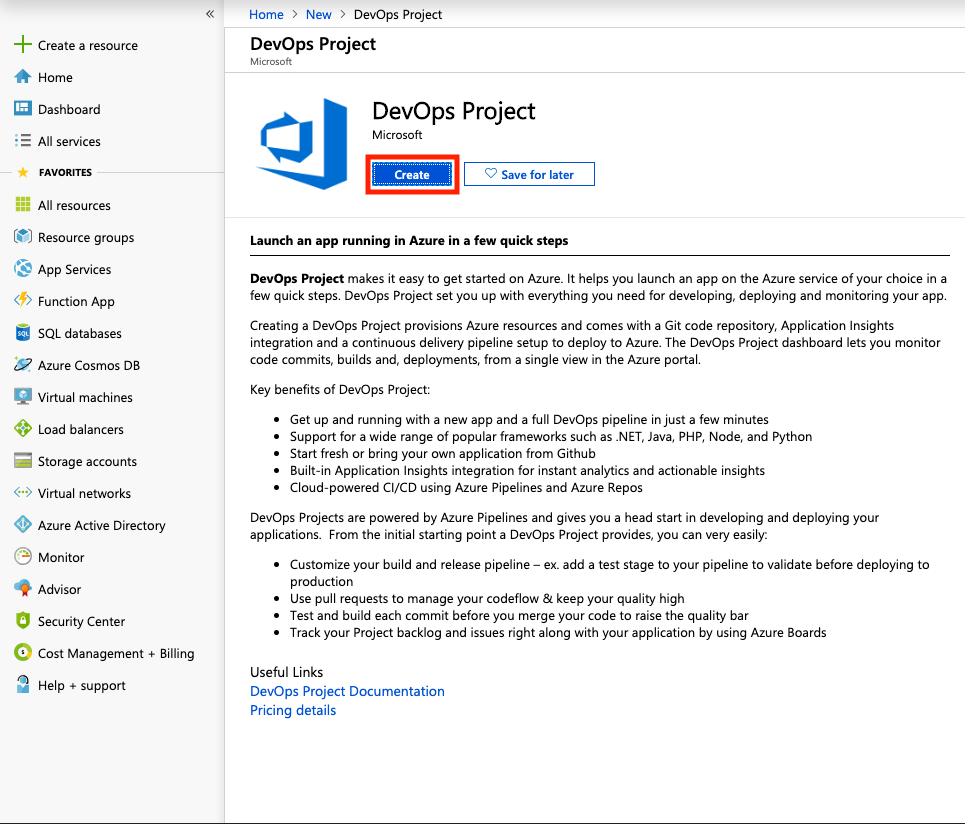 «
Create a resource
Home
Dashboard
All services
FAVORITES
All resources
Resource groups
App Services
Function App
SQL databases
Azure Cosmos DB
Virtual machines
Load balancers
Storage accounts
Virtual networks
Azure Active Directory
Monitor
Advisor
Security Center
Cost Management + Billing
Help + support
Home > New > DevOps Project
DevOps Project
Microsoft
DevOps Project
Microsoft
Create
Save for later
Launch an app running in Azure in a few quick steps
DevOps Project makes it easy to get started on Azure. It helps you launch an app on the Azure service of your choice in a
few quick steps. DevOps Project set you up with everything you need for developing, deploying and monitoring your app.
Creating a DevOps Project provisions Azure resources and comes with a Git code repository, Application Insights
integration and a continuous delivery pipeline setup to deploy to Azure. The DevOps Project dashboard lets you monitor
code commits, builds and, deployments, from a single view in the Azure portal.
Key benefits of DevOps Project:
• Get up and running with a new app and a full DevOps pipeline in just a few minutes
• Support for a wide range of popular frameworks such as .NET, Java, PHP, Node, and Python
• Start fresh or bring your own application from Github
• Built-in Application Insights integration for instant analytics and actionable insights
• Cloud-powered CI/CD using Azure Pipelines and Azure Repos
DevOps Projects are powered by Azure Pipelines and gives you a head start in developing and deploying your
applications.  From the initial starting point a DevOps Project provides, you can very easily:
• Customize your build and release pipeline – ex. add a test stage to your pipeline to validate before deploying to
production
• Use pull requests to manage your codeflow & keep your quality high
• Test and build each commit before you merge your code to raise the quality bar
• Track your Project backlog and issues right along with your application by using Azure Boards
Useful Links
DevOps Project Documentation
Pricing details